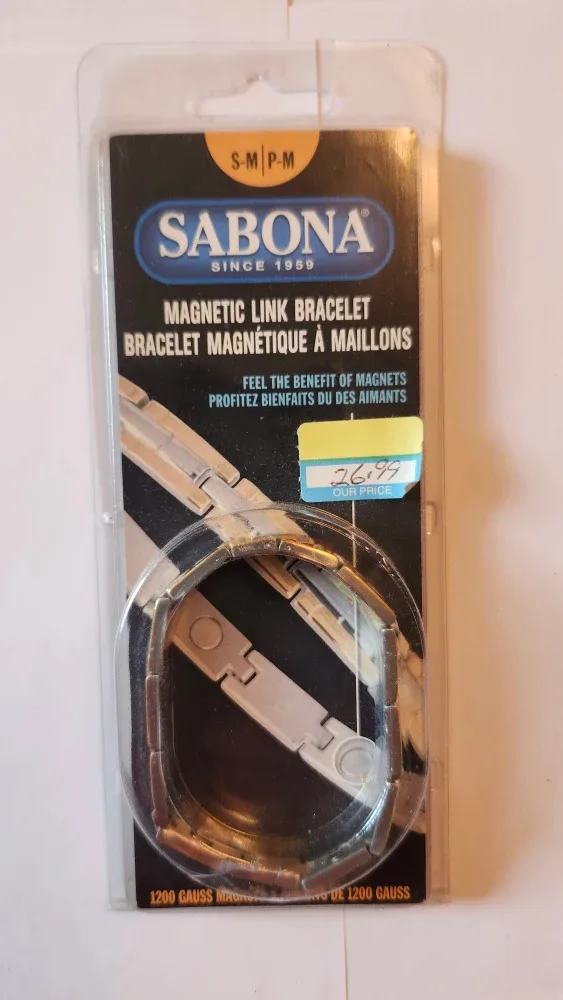 S-M|P-M
SABONA®
SINCE 1959
MAGNETIC LINK BRACELET
BRACELET MAGNÉTIQUE À MAILLONS
FEEL THE BENEFIT OF MAGNETS
PROFITEZ BIENFAITS DU DES AIMANTS
26.99
OUR PRICE
1200 GAUSS DE 1200 GAUSS